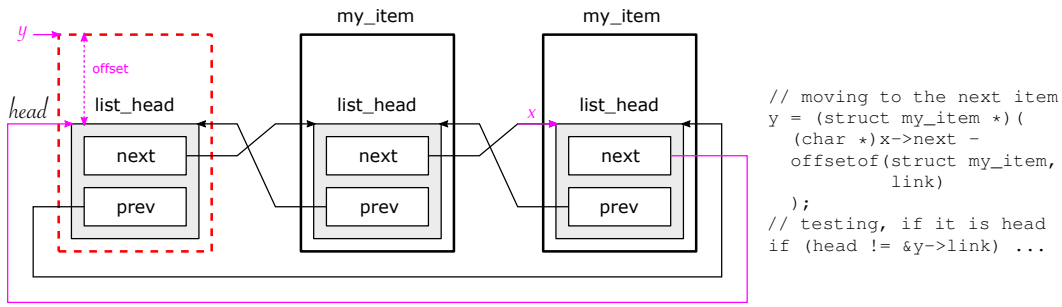 my_item
my_item
y
offset
head
list_head
list_head
x
list_head
next
next
next
prev
prev
prev
// moving to the next item
y = (struct my_item *)(
(char *)x->next -
offsetof(struct my_item,
link)
);
// testing, if it is head
if (head != &y->link) ...